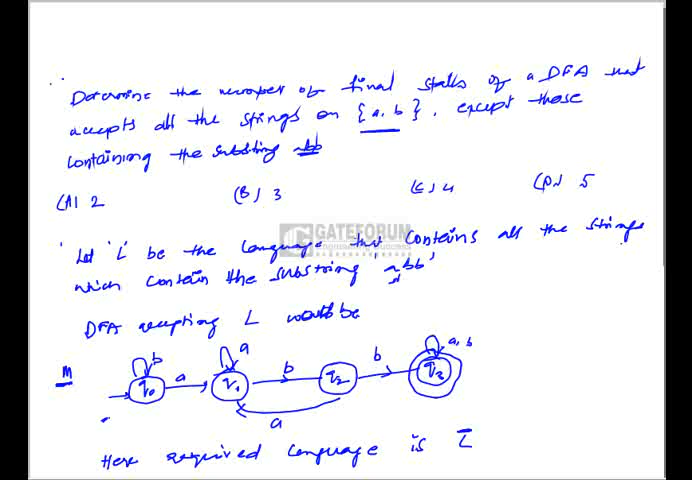 Determine the number of final states of a DFA that
accepts all the strings on {a, b}, except those
containing the substring abb
(A) 2 (B) 3 (C) 4 (D) 5
GATEFORUM
Let 'L' be the language that contains all the strings
which contain the substring 'abb'
DFA accepting L would be
M b a a, b
q0 a q1 b q2 b q3
a
Here required language is L̅